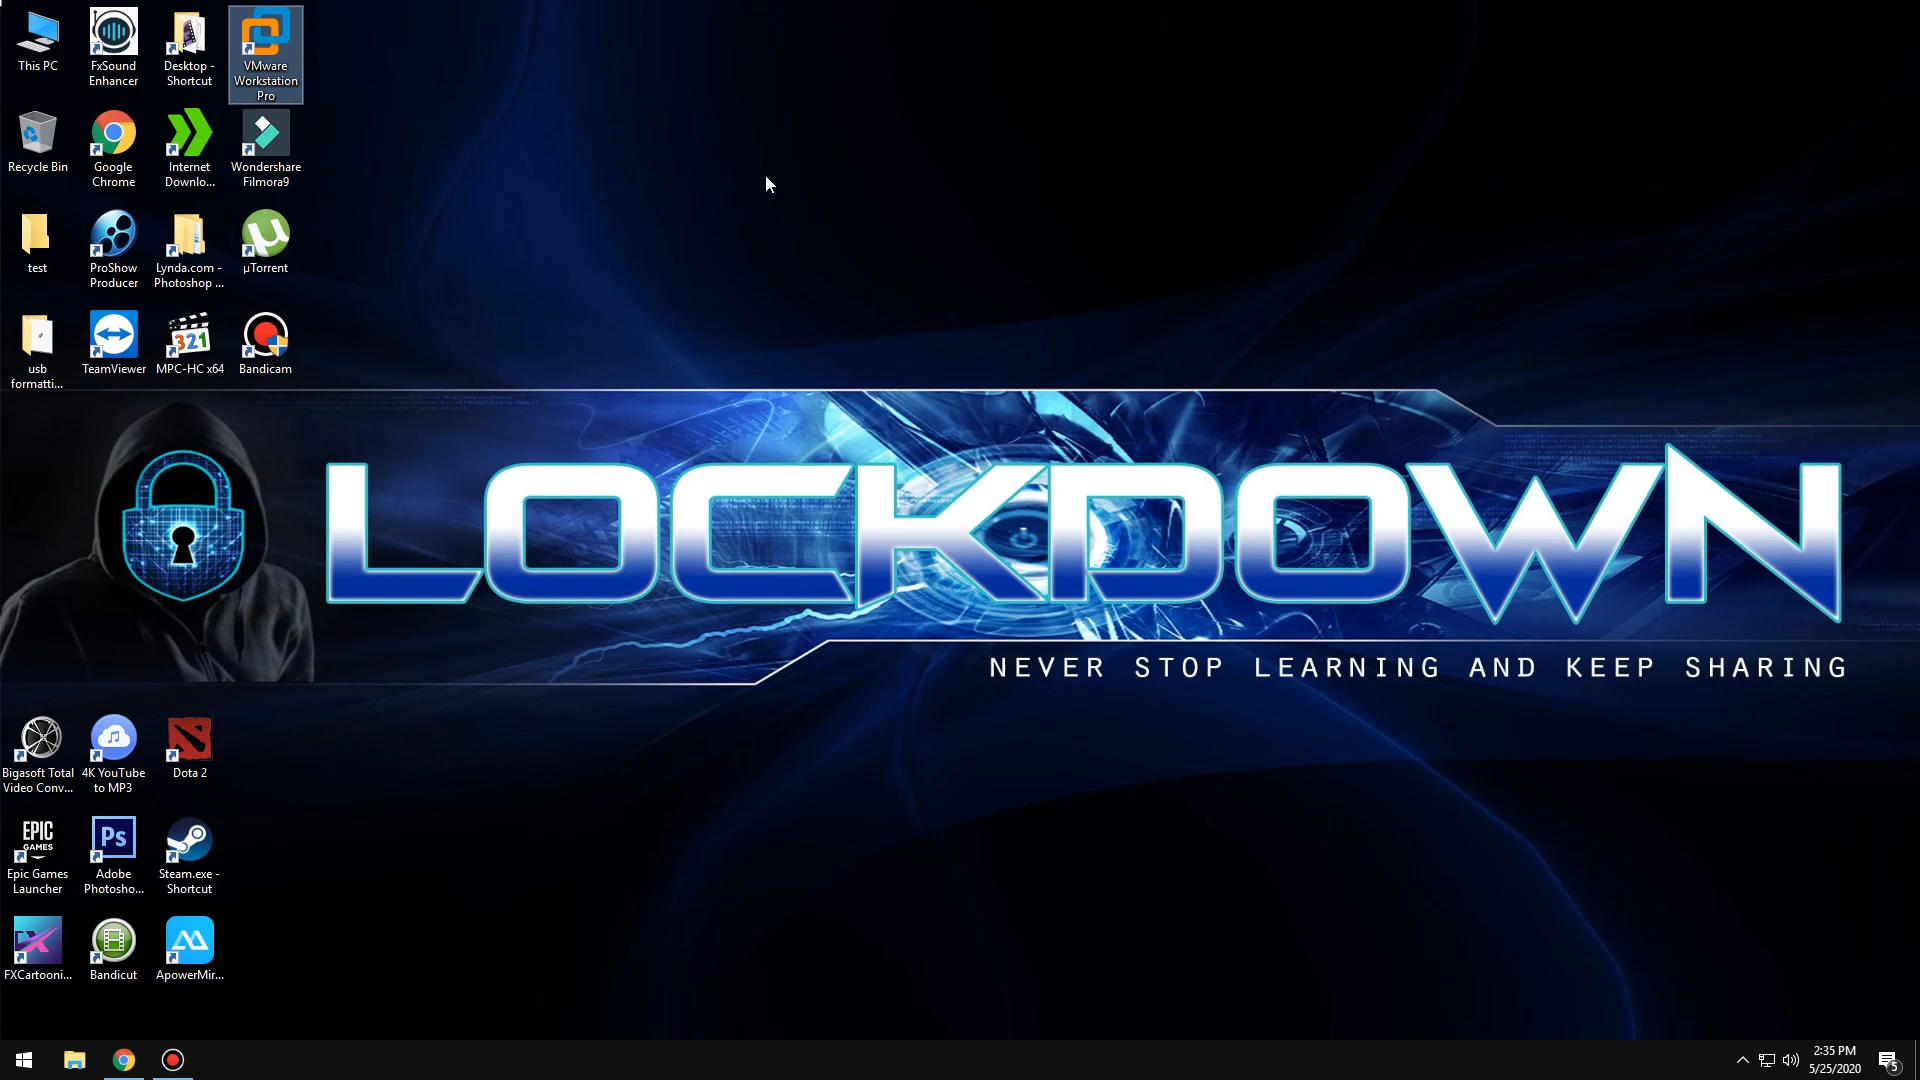 This PC
FxSound
Enhancer
Desktop -
Shortcut
VMware
Workstation
Pro
Recycle Bin
Google
Chrome
Internet
Downlo...
Wondershare
Filmora9
test
ProShow
Producer
Lynda.com -
Photoshop ...
µTorrent
usb
formatti...
TeamViewer
321
MPC-HC x64
Bandicam
LOCKDOWN
NEVER STOP LEARNING AND KEEP SHARING
Bigasoft Total
Video Conv...
4K YouTube
to MP3
Dota 2
EPIC
GAMES
Epic Games
Launcher
Ps
Adobe
Photosho...
Steam.exe -
Shortcut
FXCartooni...
Bandicut
ApowerMir...
2:35 PM
5/25/2020
5